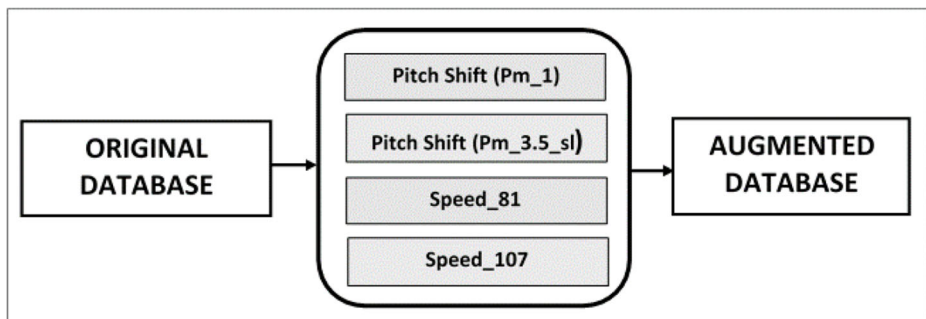 ORIGINAL
DATABASE
Pitch Shift (Pm_1)
Pitch Shift (Pm_3.5_sl)
Speed_81
Speed_107
AUGMENTED
DATABASE